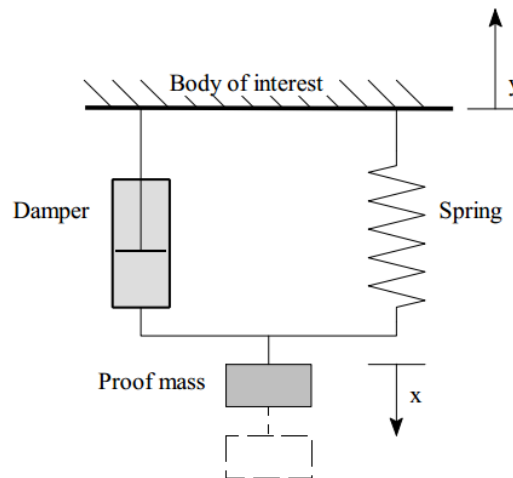 Body of interest
y
Damper
Spring
Proof mass
x